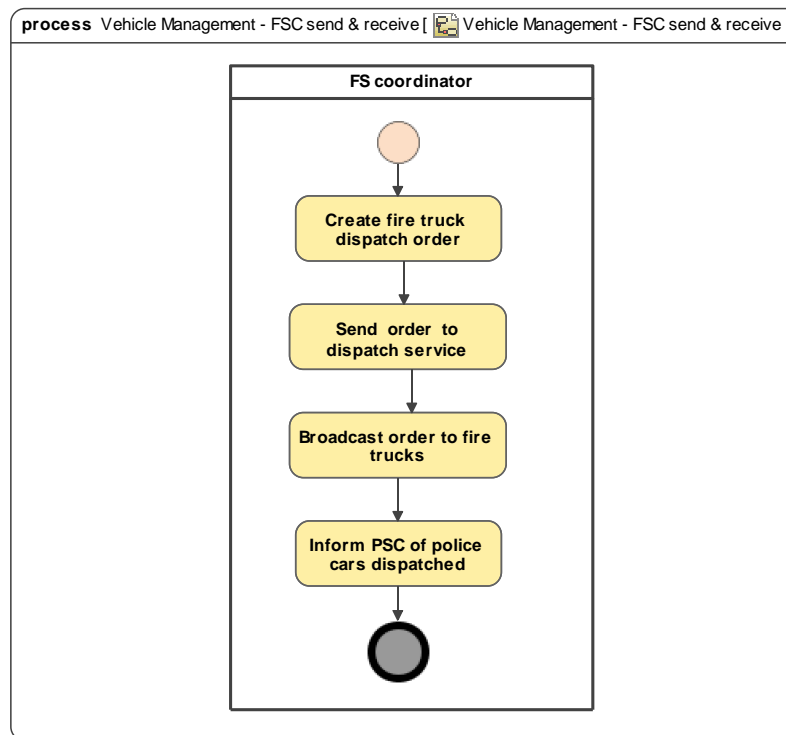 process Vehicle Management - FSC send & receive [ Vehicle Management - FSC send & receive
FS coordinator
Create fire truck
dispatch order
Send order to
dispatch service
Broadcast order to fire
trucks
Inform PSC of police
cars dispatched